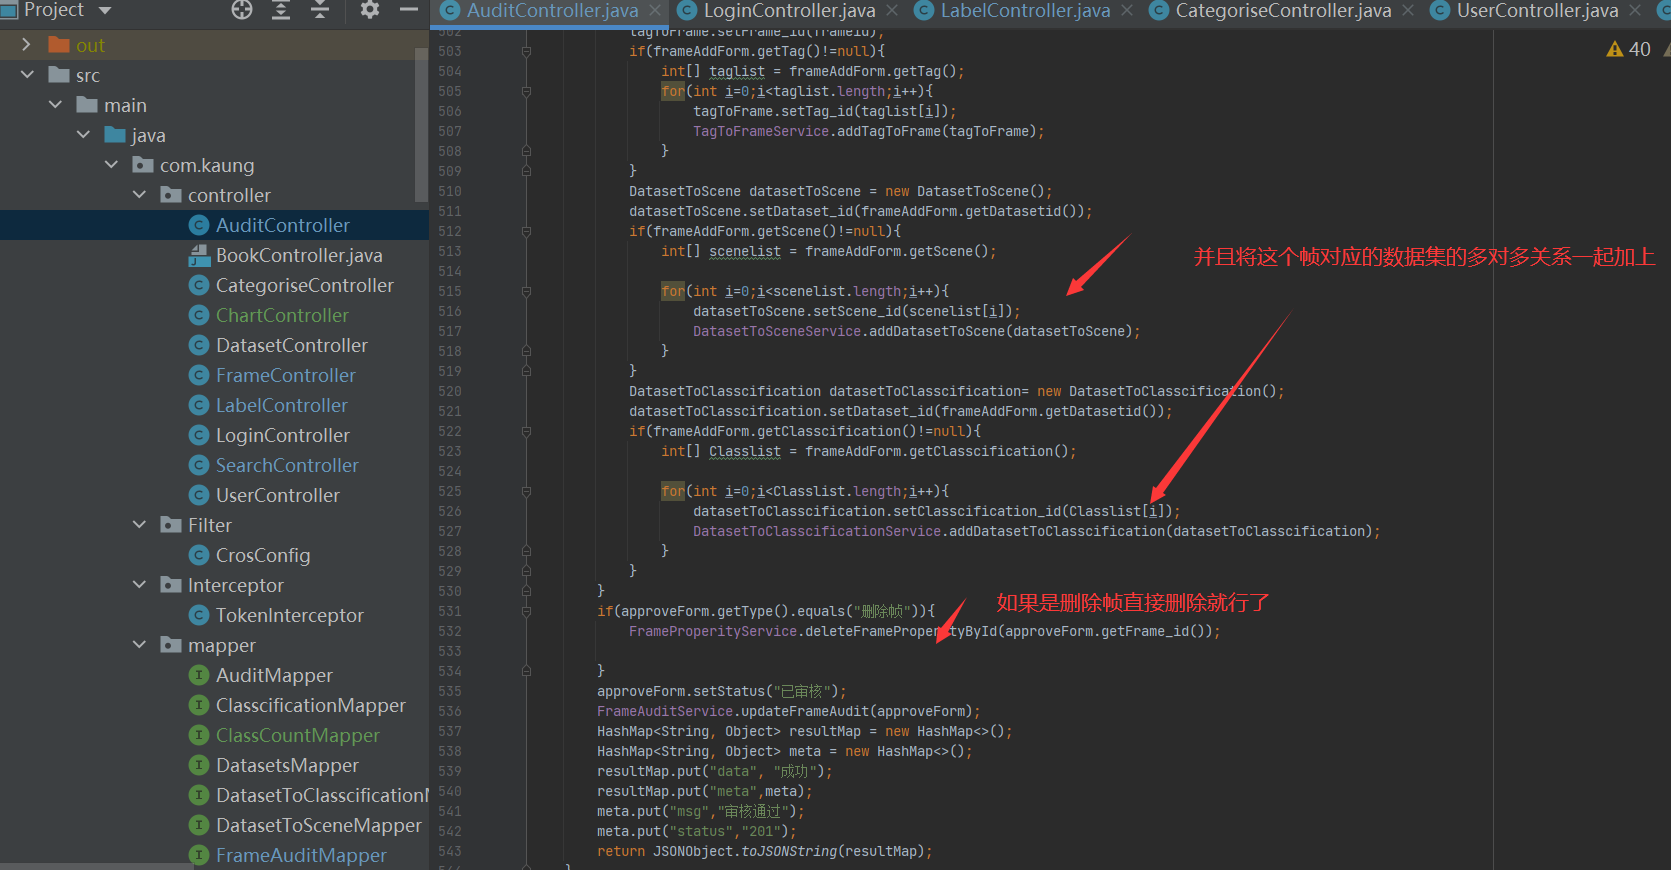 Project
AuditController.java
LoginController.java
LabelController.java
CategoriseController.java
UserController.java
40
out
src
main
java
com.kaung
controller
AuditController
BookController.java
CategoriseController
ChartController
DatasetController
FrameController
LabelController
LoginController
SearchController
UserController
Filter
CrosConfig
Interceptor
TokenInterceptor
mapper
AuditMapper
ClasscificationMapper
ClassCountMapper
DatasetsMapper
DatasetToClasscificationM
DatasetToSceneMapper
FrameAuditMapper
502 tagToFrame.setFrame_id(frameid);
503 if(frameAddForm.getTag()!=null){
504 int[] taglist = frameAddForm.getTag();
505 for(int i=0;i<taglist.length;i++){
506 tagToFrame.setTag_id(taglist[i]);
507 TagToFrameService.addTagToFrame(tagToFrame);
508 }
509 }
510 DatasetToScene datasetToScene = new DatasetToScene();
511 datasetToScene.setDataset_id(frameAddForm.getDatasetid());
512 if(frameAddForm.getScene()!=null){
513 int[] scenelist = frameAddForm.getScene();
并且将这个帧对应的数据集的多对多关系一起加上
514
515 for(int i=0;i<scenelist.length;i++){
516 datasetToScene.setScene_id(scenelist[i]);
517 DatasetToSceneService.addDatasetToScene(datasetToScene);
518 }
519 }
520 DatasetToClasscification datasetToClasscification= new DatasetToClasscification();
521 datasetToClasscification.setDataset_id(frameAddForm.getDatasetid());
522 if(frameAddForm.getClasscification()!=null){
523 int[] Classlist = frameAddForm.getClasscification();
524
525 for(int i=0;i<Classlist.length;i++){
526 datasetToClasscification.setClasscification_id(Classlist[i]);
527 DatasetToClasscificationService.addDatasetToClasscification(datasetToClasscification);
528 }
529 }
530 }
如果是删除帧直接删除就行了
531 if(approveForm.getType().equals("删除帧")){
532 FrameProperityService.deleteFramePropertyById(approveForm.getFrame_id());
533
534 }
535 approveForm.setStatus("已审核");
536 FrameAuditService.updateFrameAudit(approveForm);
537 HashMap<String, Object> resultMap = new HashMap<>();
538 HashMap<String, Object> meta = new HashMap<>();
539 resultMap.put("data", "成功");
540 resultMap.put("meta",meta);
541 meta.put("msg","审核通过");
542 meta.put("status","201");
543 return JSONObject.toJSONString(resultMap);